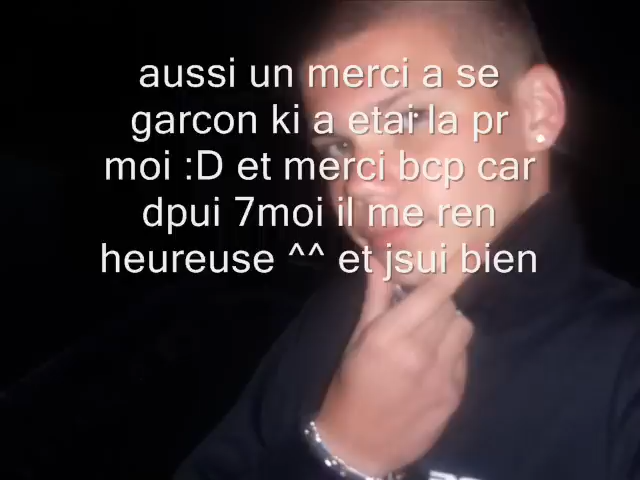 aussi un merci a se
garcon ki a etai la pr
moi :D et merci bcp car
dpui 7moi il me ren
heureuse ^^ et jsui bien